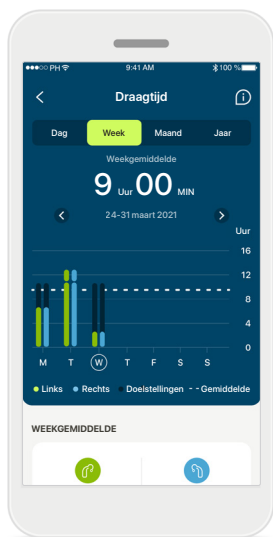 PH 9:41 AM 100 %
Draagtijd
Dag Week Maand Jaar
Weekgemiddelde
9 Uur 00 MIN
24-31 maart 2021
Uur
16
12
8
4
0
M T W T F S S
Links Rechts Doelstellingen Gemiddelde
WEEKGEMIDDELDE